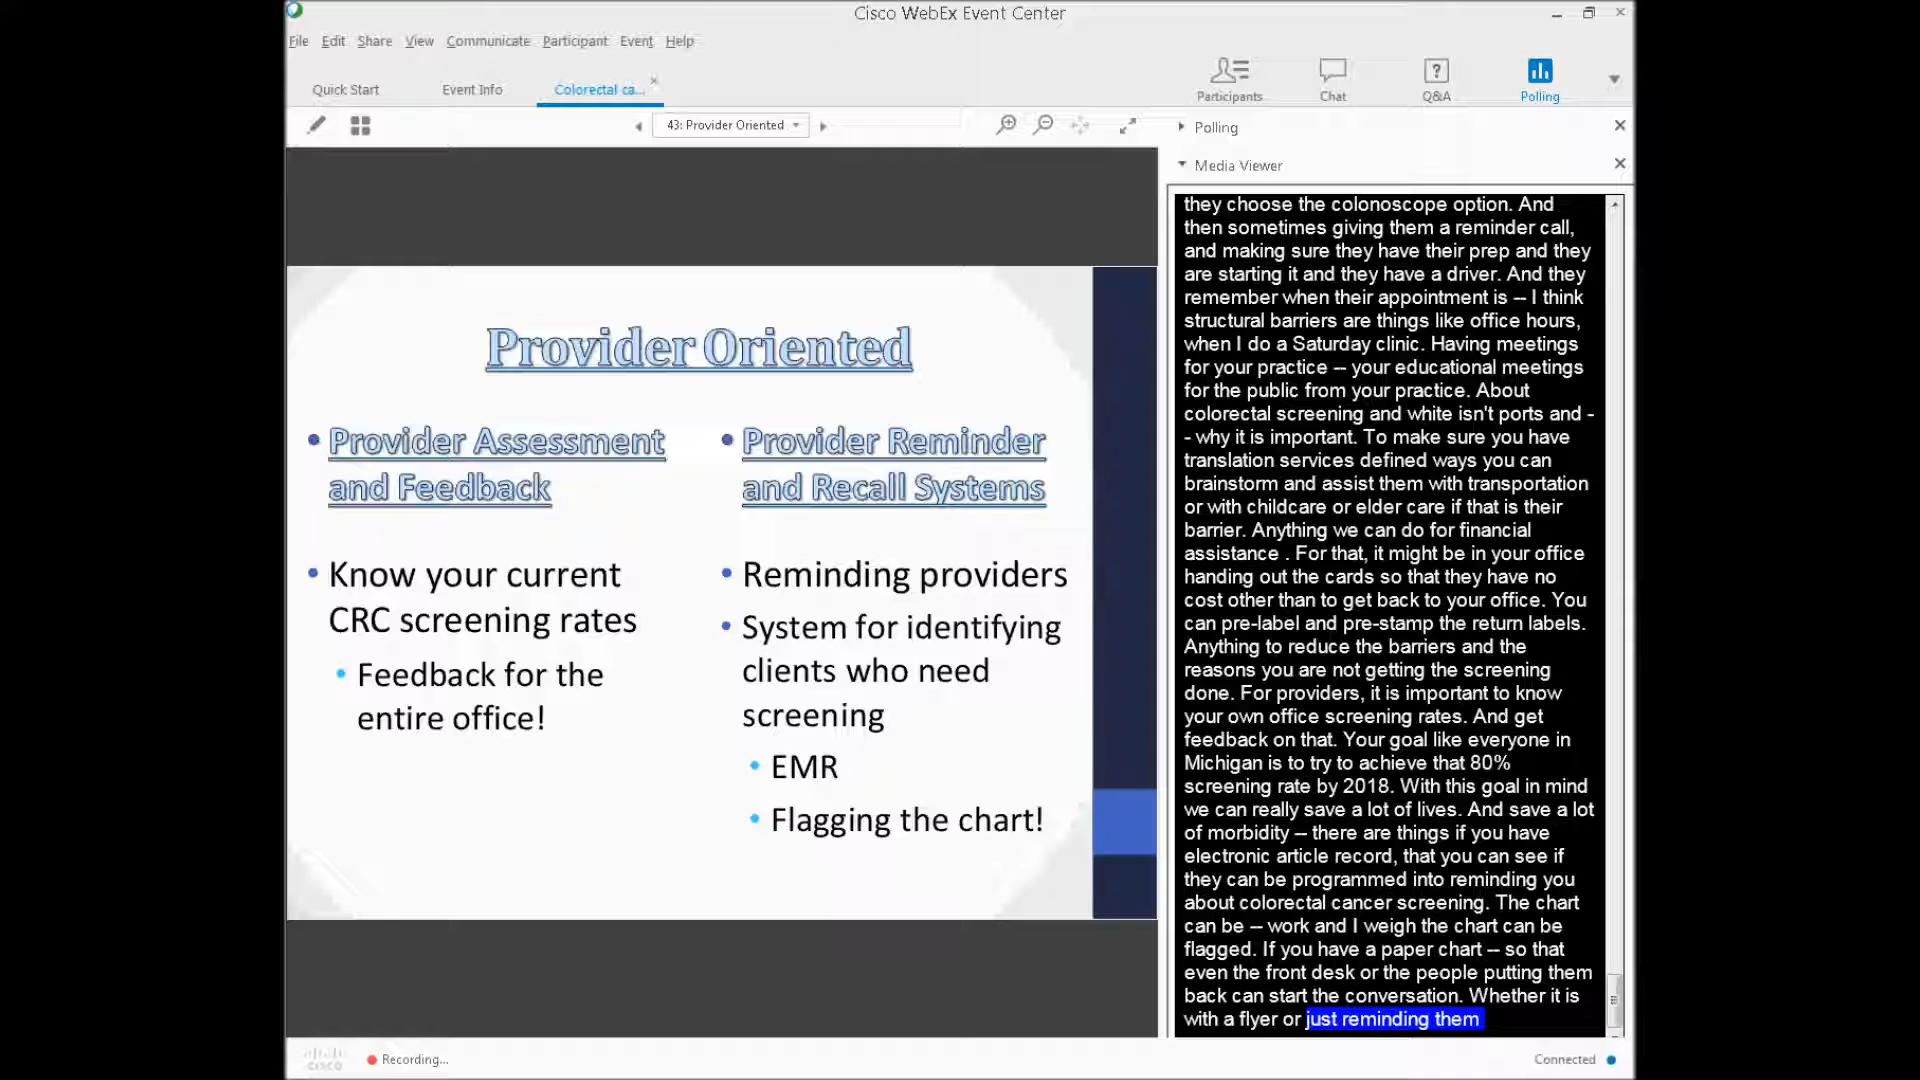 Cisco WebEx Event Center
File Edit Share View Communicate Participant Event Help
Quick Start Event Info Colorectal ca...
Participants Chat Q&A Polling
43: Provider Oriented
Polling
Media Viewer
Provider Oriented
Provider Assessment
and Feedback
Know your current
CRC screening rates
Feedback for the
entire office!
Provider Reminder
and Recall Systems
Reminding providers
System for identifying
clients who need
screening
EMR
Flagging the chart!
they choose the colonoscope option. And
then sometimes giving them a reminder call,
and making sure they have their prep and they
are starting it and they have a driver. And they
remember when their appointment is -- I think
structural barriers are things like office hours,
when I do a Saturday clinic. Having meetings
for your practice -- your educational meetings
for the public from your practice. About
colorectal screening and white isn't ports and -
- why it is important. To make sure you have
translation services defined ways you can
brainstorm and assist them with transportation
or with childcare or elder care if that is their
barrier. Anything we can do for financial
assistance . For that, it might be in your office
handing out the cards so that they have no
cost other than to get back to your office. You
can pre-label and pre-stamp the return labels.
Anything to reduce the barriers and the
reasons you are not getting the screening
done. For providers, it is important to know
your own office screening rates. And get
feedback on that. Your goal like everyone in
Michigan is to try to achieve that 80%
screening rate by 2018. With this goal in mind
we can really save a lot of lives. And save a lot
of morbidity -- there are things if you have
electronic article record, that you can see if
they can be programmed into reminding you
about colorectal cancer screening. The chart
can be -- work and I weigh the chart can be
flagged. If you have a paper chart -- so that
even the front desk or the people putting them
back can start the conversation. Whether it is
with a flyer or just reminding them
cisco
Recording...
Connected